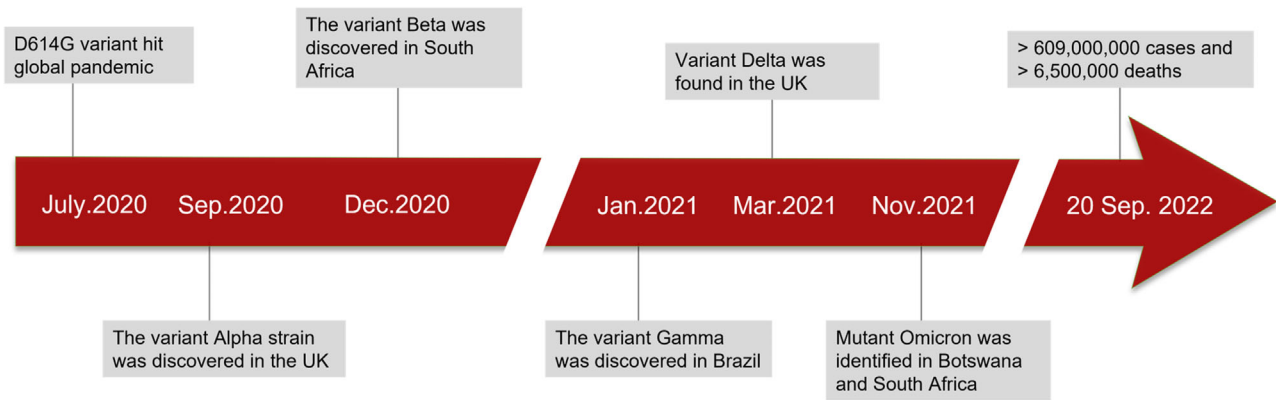 D614G variant hit
global pandemic
The variant Beta was
discovered in South
Africa
Variant Delta was
found in the UK
> 609,000,000 cases and
> 6,500,000 deaths
July.2020
Sep.2020
Dec.2020
Jan.2021
Mar.2021
Nov.2021
20 Sep. 2022
The variant Alpha strain
was discovered in the UK
The variant Gamma
was discovered in Brazil
Mutant Omicron was
identified in Botswana
and South Africa